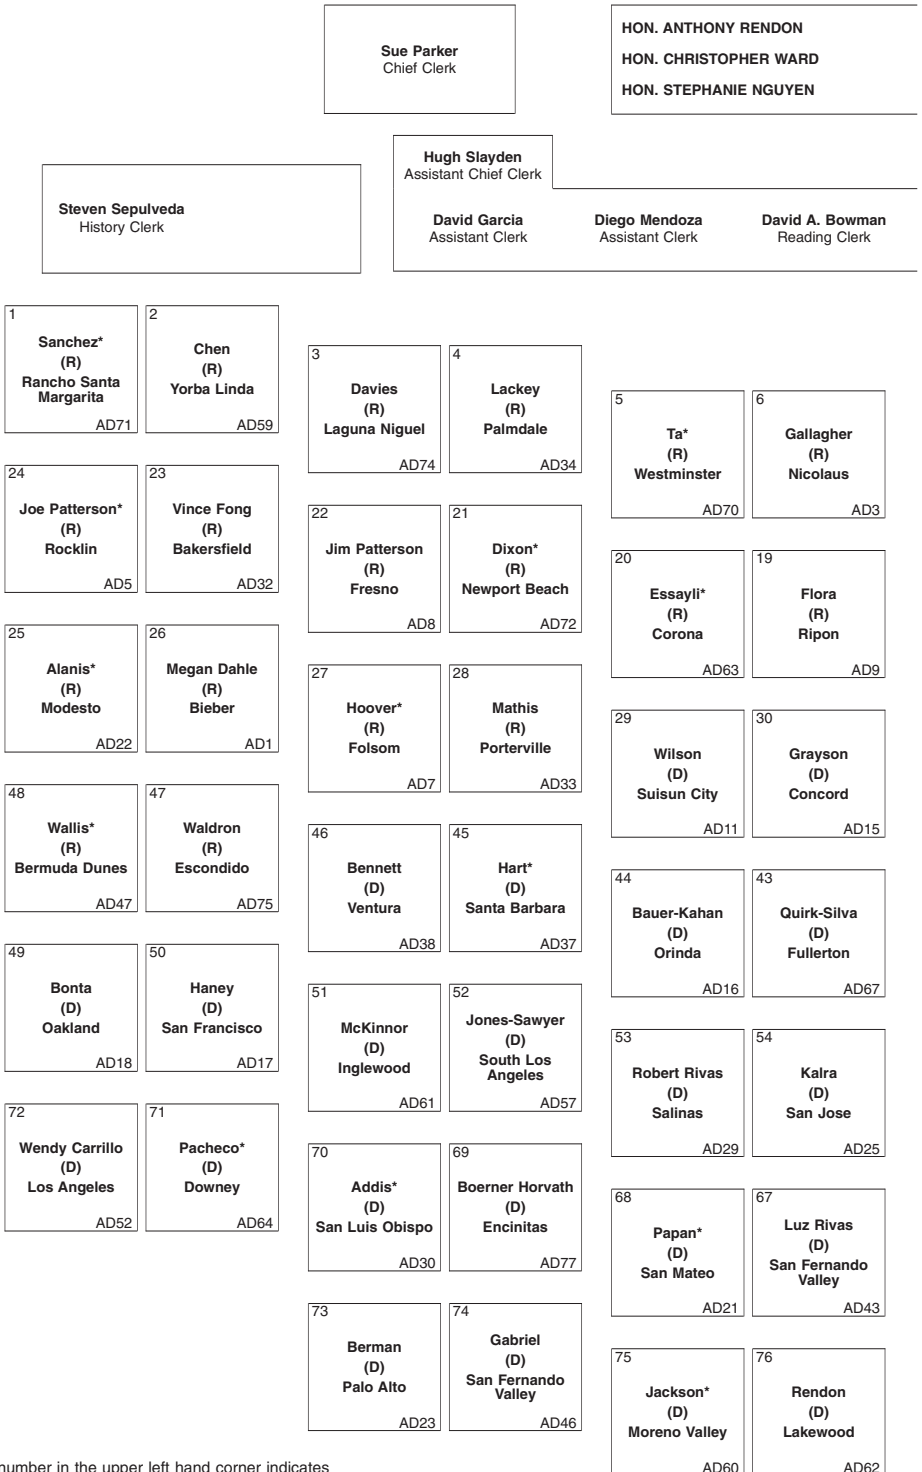 Sue Parker
Chief Clerk
HON. ANTHONY RENDON
HON. CHRISTOPHER WARD
HON. STEPHANIE NGUYEN
Hugh Slayden
Assistant Chief Clerk
Steven Sepulveda
History Clerk
David Garcia
Assistant Clerk
Diego Mendoza
Assistant Clerk
David A. Bowman
Reading Clerk
1
Sanchez*
(R)
Rancho Santa
Margarita
AD71
2
Chen
(R)
Yorba Linda
AD59
3
Davies
(R)
Laguna Niguel
AD74
4
Lackey
(R)
Palmdale
AD34
5
Ta*
(R)
Westminster
AD70
6
Gallagher
(R)
Nicolaus
AD3
24
Joe Patterson*
(R)
Rocklin
AD5
23
Vince Fong
(R)
Bakersfield
AD32
22
Jim Patterson
(R)
Fresno
AD8
21
Dixon*
(R)
Newport Beach
AD72
20
Essayli*
(R)
Corona
AD63
19
Flora
(R)
Ripon
AD9
25
Alanis*
(R)
Modesto
AD22
26
Megan Dahle
(R)
Bieber
AD1
27
Hoover*
(R)
Folsom
AD7
28
Mathis
(R)
Porterville
AD33
29
Wilson
(D)
Suisun City
AD11
30
Grayson
(D)
Concord
AD15
48
Wallis*
(R)
Bermuda Dunes
AD47
47
Waldron
(R)
Escondido
AD75
46
Bennett
(D)
Ventura
AD38
45
Hart*
(D)
Santa Barbara
AD37
44
Bauer-Kahan
(D)
Orinda
AD16
43
Quirk-Silva
(D)
Fullerton
AD67
49
Bonta
(D)
Oakland
AD18
50
Haney
(D)
San Francisco
AD17
51
McKinnor
(D)
Inglewood
AD61
52
Jones-Sawyer
(D)
South Los
Angeles
AD57
53
Robert Rivas
(D)
Salinas
AD29
54
Kalra
(D)
San Jose
AD25
72
Wendy Carrillo
(D)
Los Angeles
AD52
71
Pacheco*
(D)
Downey
AD64
70
Addis*
(D)
San Luis Obispo
AD30
69
Boerner Horvath
(D)
Encinitas
AD77
68
Papan*
(D)
San Mateo
AD21
67
Luz Rivas
(D)
San Fernando
Valley
AD43
73
Berman
(D)
Palo Alto
AD23
74
Gabriel
(D)
San Fernando
Valley
AD46
75
Jackson*
(D)
Moreno Valley
AD60
76
Rendon
(D)
Lakewood
AD62
number in the upper left hand corner indicates